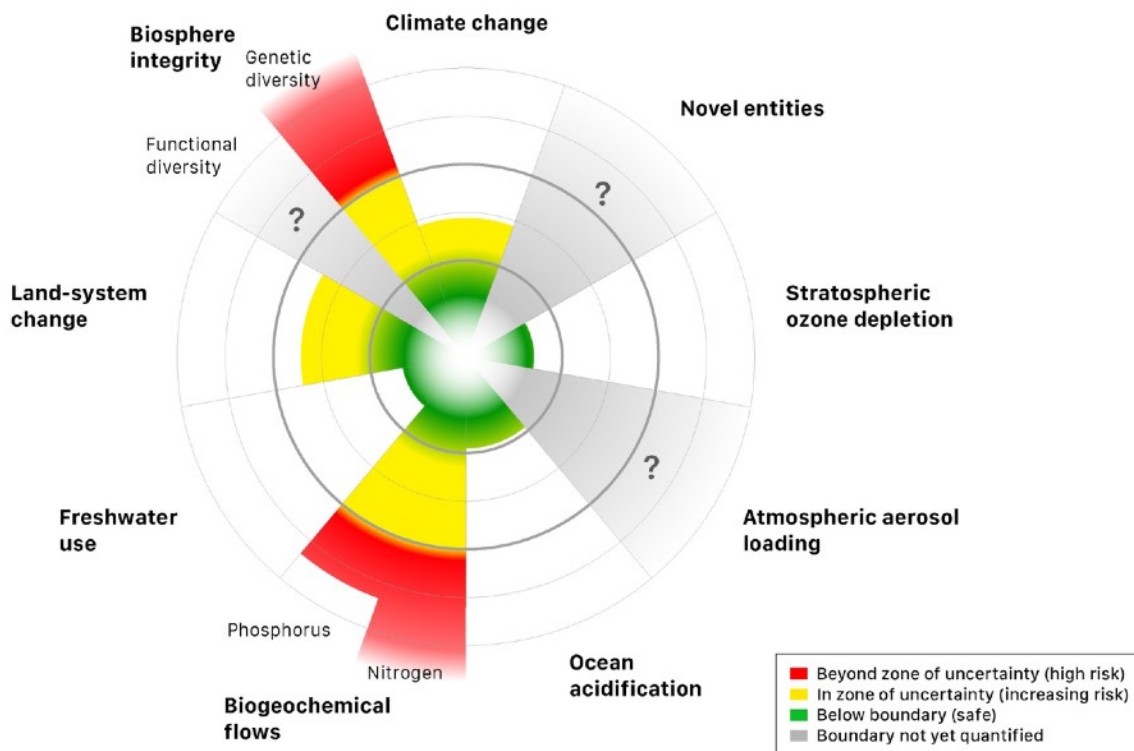 Climate change
Biosphere
integrity
Genetic
diversity
Novel entities
Functional
diversity
?
?
Land-system
change
Stratospheric
ozone depletion
?
Freshwater
use
Atmospheric aerosol
loading
Phosphorus
Nitrogen
Ocean
acidification
Biogeochemical
flows
Beyond zone of uncertainty (high risk)
In zone of uncertainty (increasing risk)
Below boundary (safe)
Boundary not yet quantified